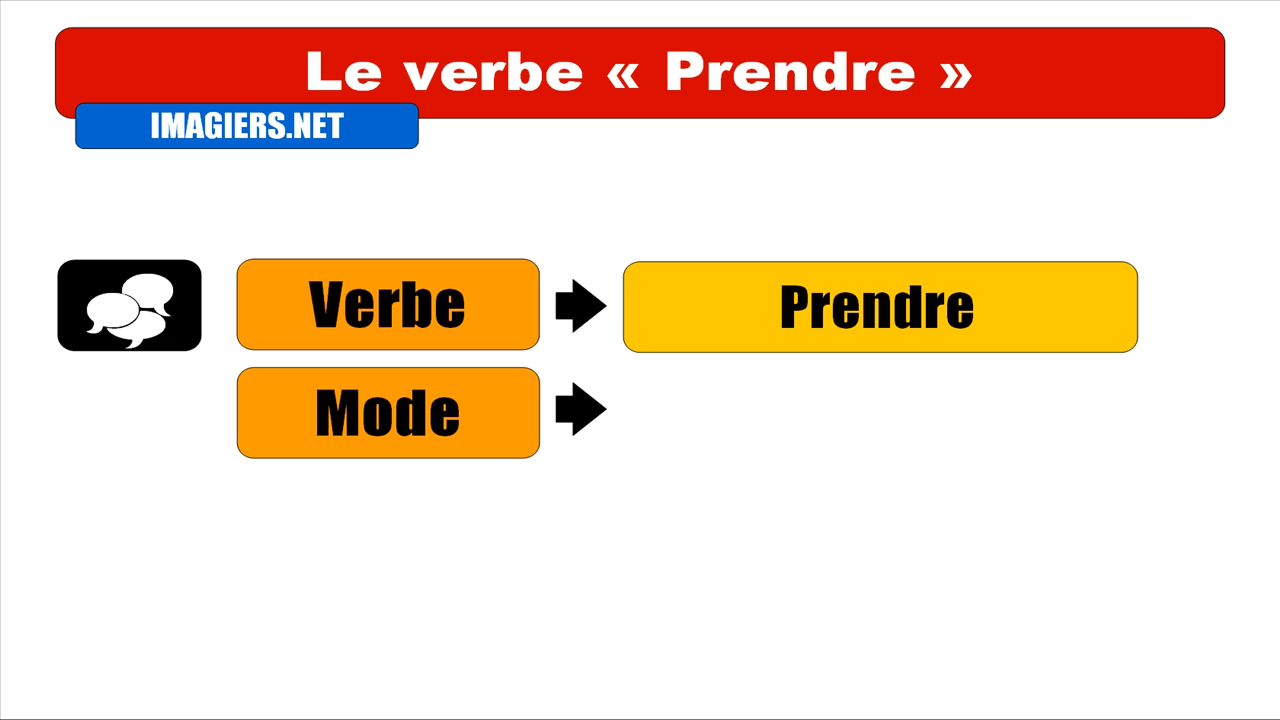 Le verbe « Prendre »
IMAGIERS.NET
Verbe
Prendre
Mode